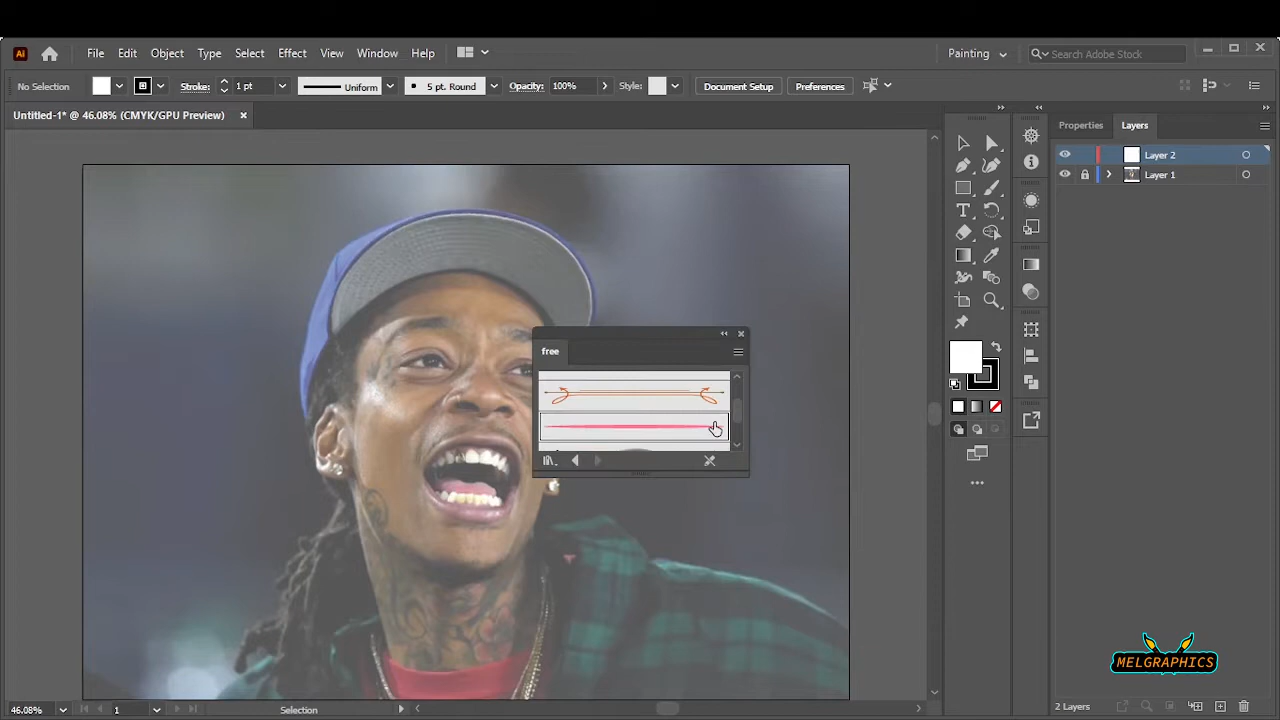 Ai File Edit Object Type Select Effect View Window Help Painting Search Adobe Stock
No Selection Stroke: 1 pt Uniform 5 pt. Round Opacity: 100% Style: Document Setup Preferences
Untitled-1* @ 46.08% (CMYK/GPU Preview)
Properties Layers
Layer 2
Layer 1
free
MELGRAPHICS
46.08% 1 Selection 2 Layers